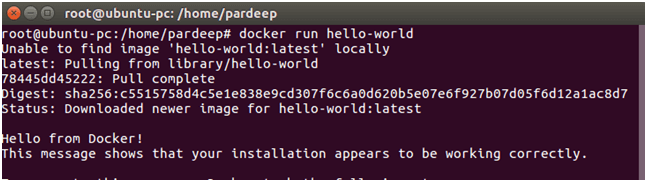 root@ubuntu-pc: /home/pardeep
root@ubuntu-pc:/home/pardeep# docker run hello-world
Unable to find image 'hello-world:latest' locally
latest: Pulling from library/hello-world
78445dd45222: Pull complete
Digest: sha256:c5515758d4c5e1e838e9cd307f6c6a0d620b5e07e6f927b07d05f6d12a1ac8d7
Status: Downloaded newer image for hello-world:latest
Hello from Docker!
This message shows that your installation appears to be working correctly.